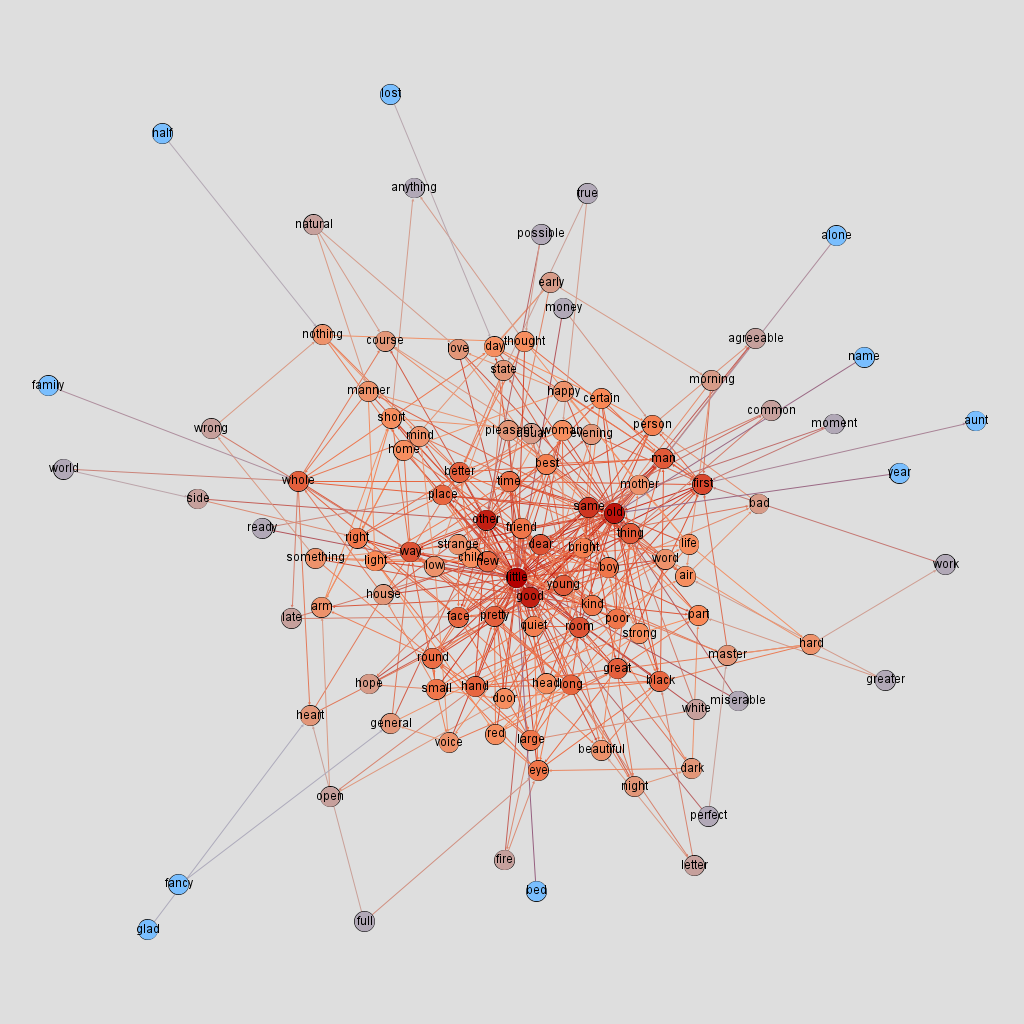 lost
half
anything
true
natural
possible
alone
early
money
nothing
course
love
day
thought
agreeable
name
state
family
manner
happy
certain
morning
short
common
aunt
wrong
mind
pleasant
usual
woman
evening
person
moment
home
world
better
best
man
year
whole
time
mother
first
side
place
same
old
bad
ready
other
friend
thing
right
way
strange
dear
bright
life
something
light
low
child
new
boy
word
air
work
little
young
house
good
arm
late
face
pretty
quiet
room
kind
poor
strong
part
hard
round
great
master
hope
small
hand
door
head
long
black
greater
heart
general
white
miserable
voice
red
large
beautiful
eye
dark
open
night
perfect
fire
letter
fancy
bed
full
glad